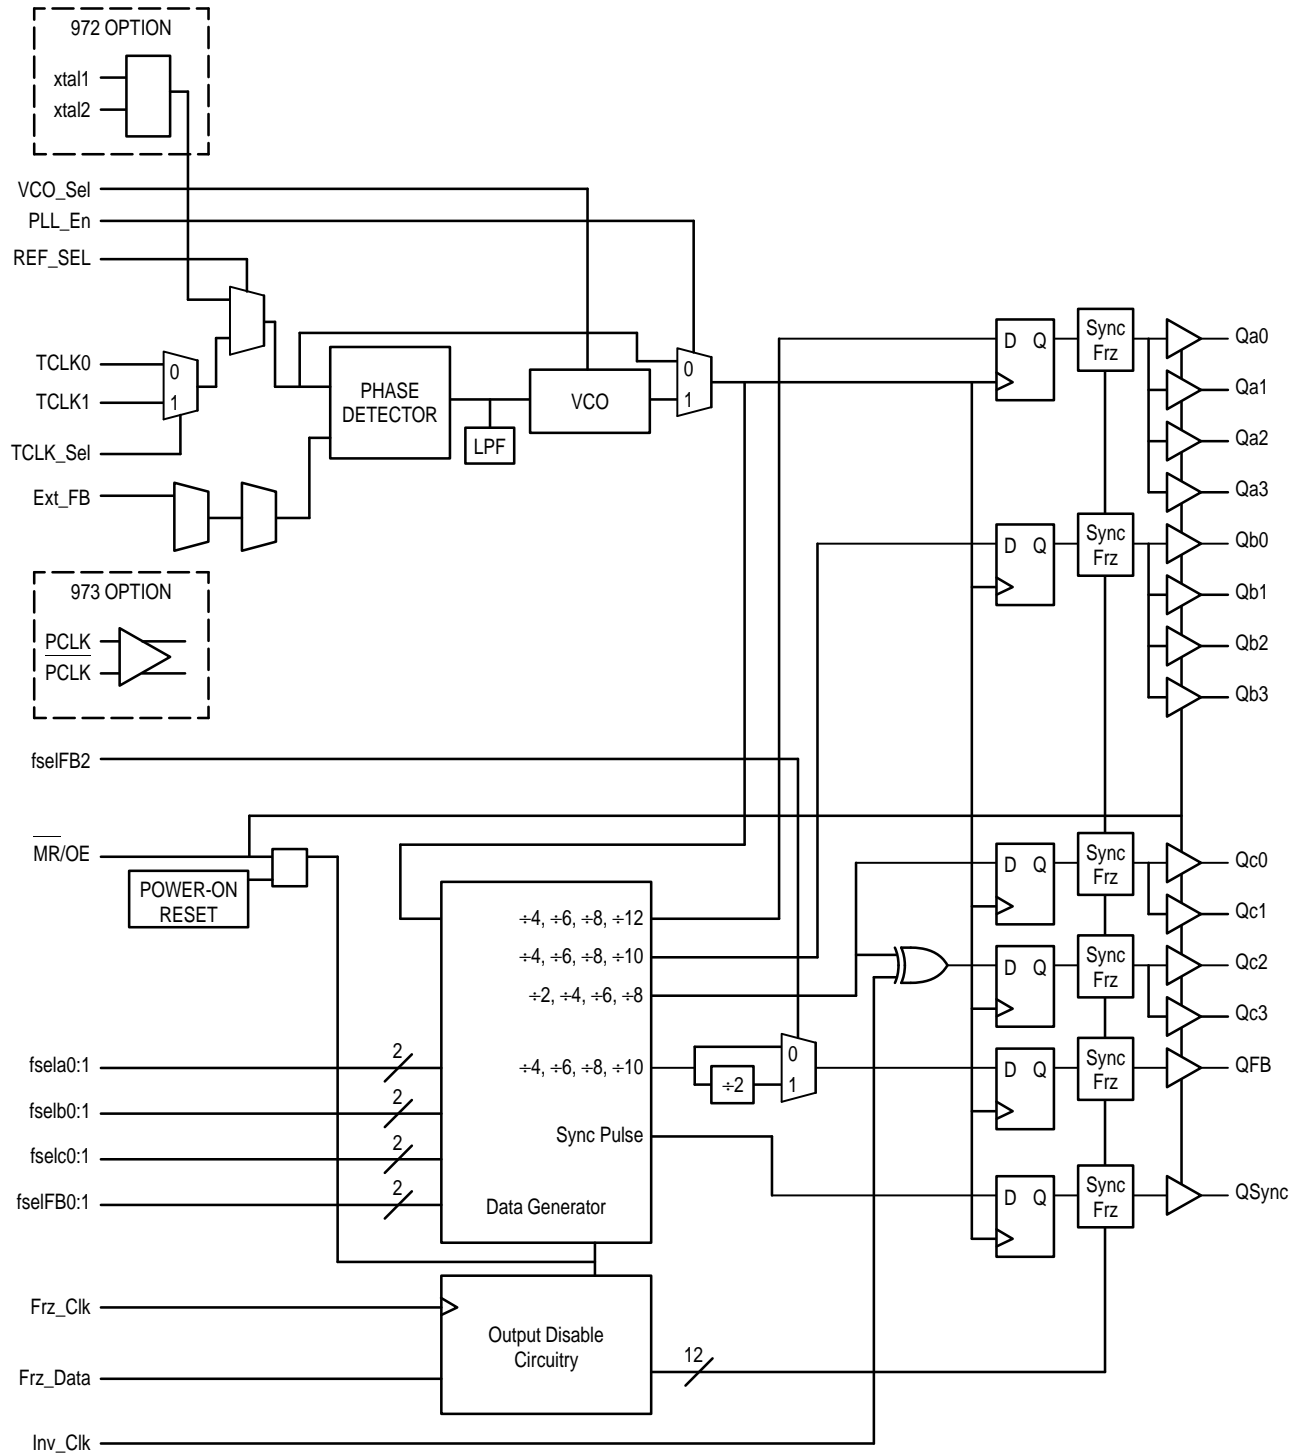 972 OPTION
xtal1
xtal2
VCO_Sel
PLL_En
REF_SEL
TCLK0
TCLK1
TCLK_Sel
Ext_FB
0
1
PHASE
DETECTOR
LPF
VCO
0
1
D Q
Sync
Frz
Qa0
Qa1
Qa2
Qa3
D Q
Sync
Frz
Qb0
Qb1
Qb2
Qb3
973 OPTION
PCLK
PCLK
fselFB2
MR/OE
POWER-ON
RESET
÷4, ÷6, ÷8, ÷12
÷4, ÷6, ÷8, ÷10
÷2, ÷4, ÷6, ÷8
÷4, ÷6, ÷8, ÷10
Sync Pulse
Data Generator
fsela0:1
2
fselb0:1
2
fselc0:1
2
fselFB0:1
2
0
÷2
1
D Q
Sync
Frz
Qc0
Qc1
D Q
Sync
Frz
Qc2
Qc3
D Q
Sync
Frz
QFB
D Q
Sync
Frz
QSync
Frz_Clk
Frz_Data
Output Disable
Circuitry
12
Inv_Clk